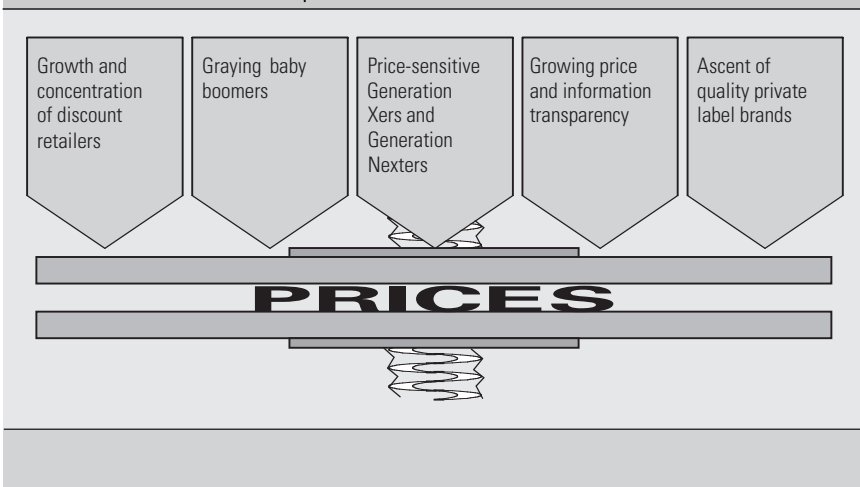 Growth and
concentration
of discount
retailers
Graying baby
boomers
Price-sensitive
Generation
Xers and
Generation
Nexters
Growing price
and information
transparency
Ascent of
quality private
label brands
PRICES